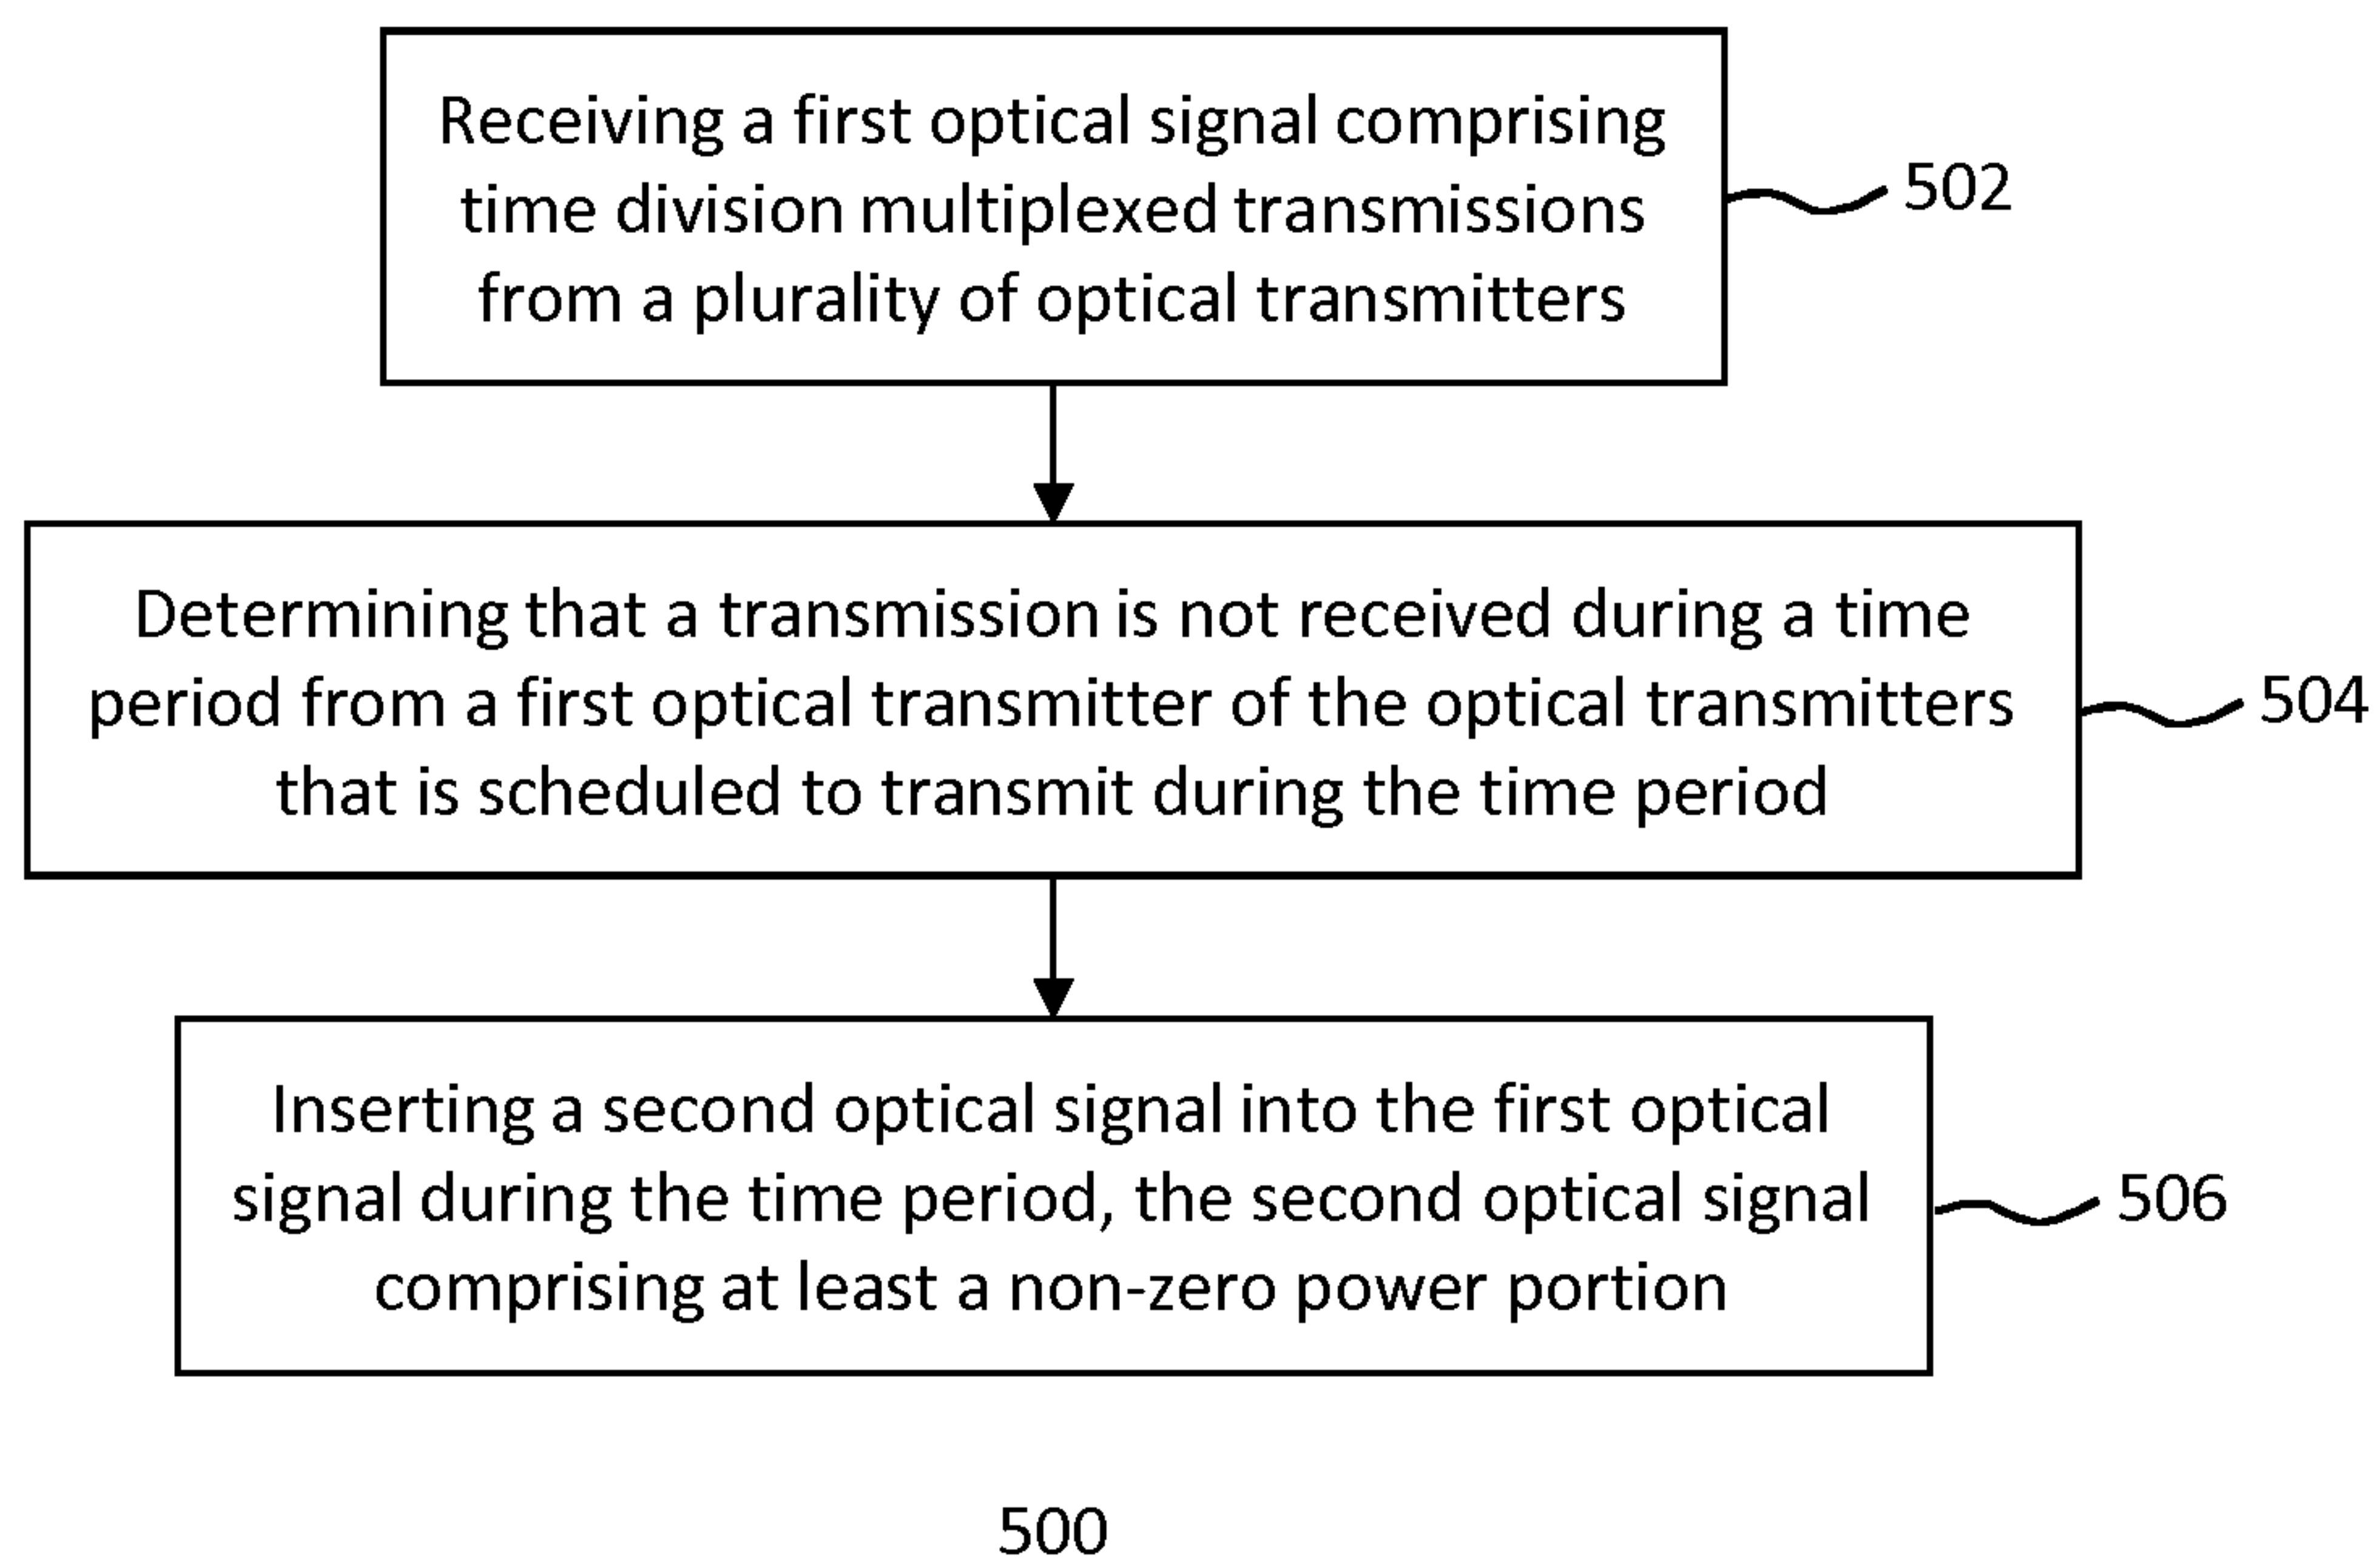 Receiving a first optical signal comprising
time division multiplexed transmissions
from a plurality of optical transmitters
502
Determining that a transmission is not received during a time
period from a first optical transmitter of the optical transmitters
that is scheduled to transmit during the time period
504
Inserting a second optical signal into the first optical
signal during the time period, the second optical signal
comprising at least a non-zero power portion
506
500